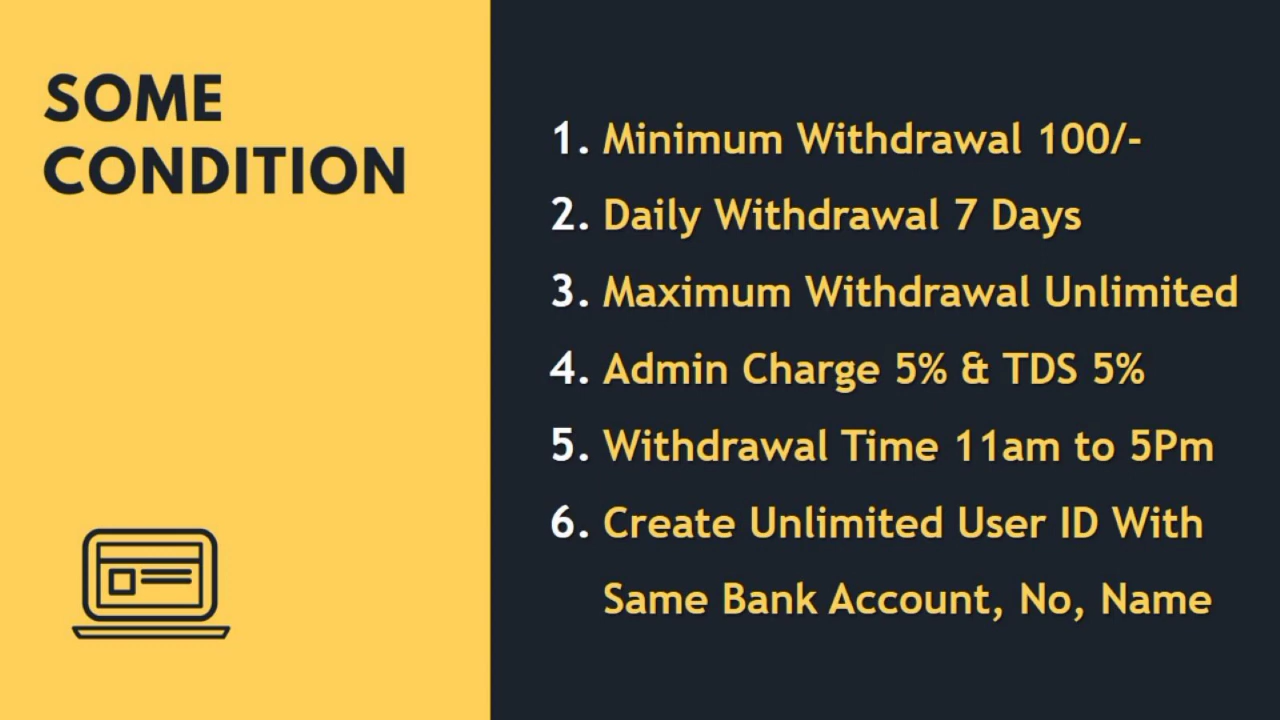 SOME
CONDITION
1. Minimum Withdrawal 100/-
2. Daily Withdrawal 7 Days
3. Maximum Withdrawal Unlimited
4. Admin Charge 5% & TDS 5%
5. Withdrawal Time 11am to 5Pm
6. Create Unlimited User ID With
Same Bank Account, No, Name